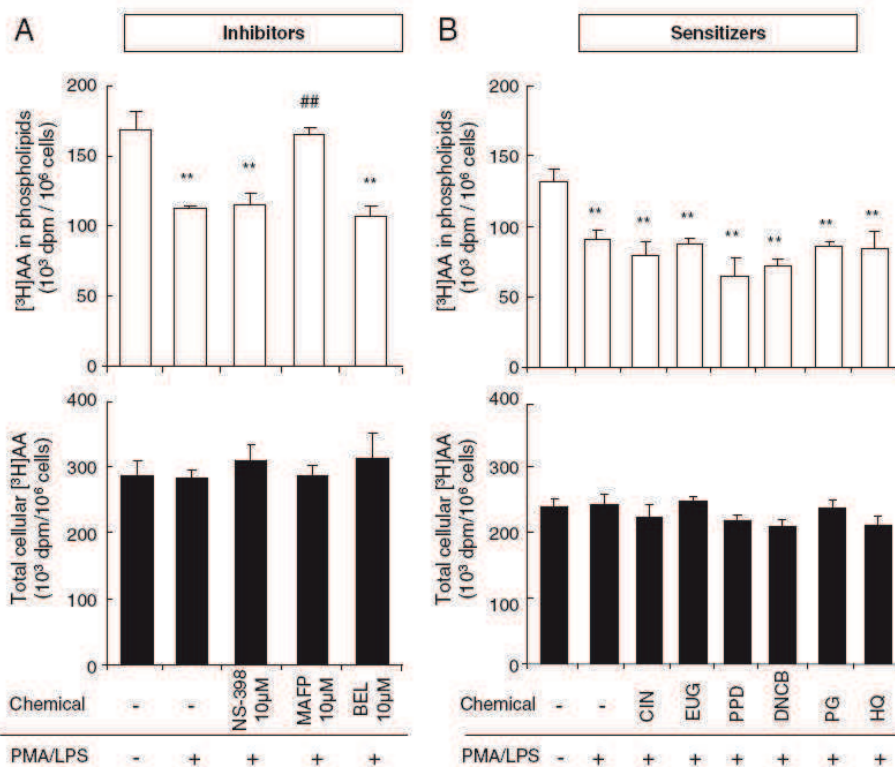 A
Inhibitors
[³H]AA in phospholipids
(10³ dpm / 10⁶ cells)
200
150
100
50
0
**
**
##
**
Total cellular [³H]AA
(10³ dpm/10⁶ cells)
400
300
200
100
0
Chemical - - NS-398 10µM MAFP 10µM BEL 10µM
PMA/LPS - + + + +
B
Sensitizers
[³H]AA in phospholipids
(10³ dpm / 10⁶ cells)
200
150
100
50
0
**
**
**
**
**
**
**
Total cellular [³H]AA
(10³ dpm/10⁶ cells)
400
300
200
100
0
Chemical - - CIN EUG PPD DNCB PG HQ
PMA/LPS - + + + + + + +